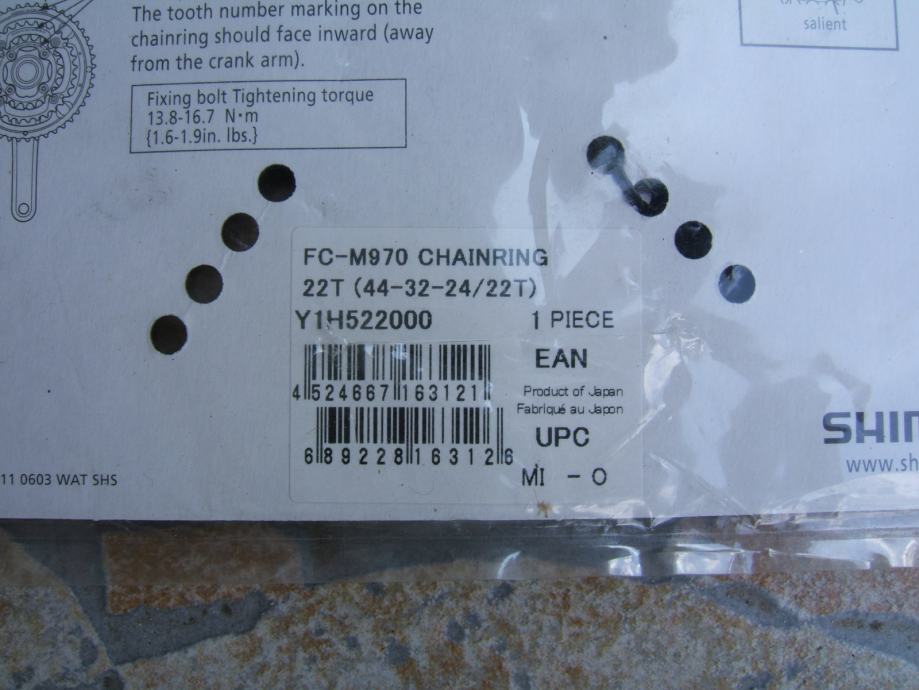 The tooth number marking on the
chainring should face inward (away
from the crank arm).
salient
Fixing bolt Tightening torque
13.8-16.7 N·m
{1.6-1.9in. lbs.}
FC-M970 CHAINRING
22T (44-32-24/22T)
Y1H522000 1 PIECE
EAN
4 524667 163121
Product of Japan
Fabriqué au Japon
UPC
6 89228 16312 6
MI - O
SHIM
www.sh
11 0603 WAT SHS